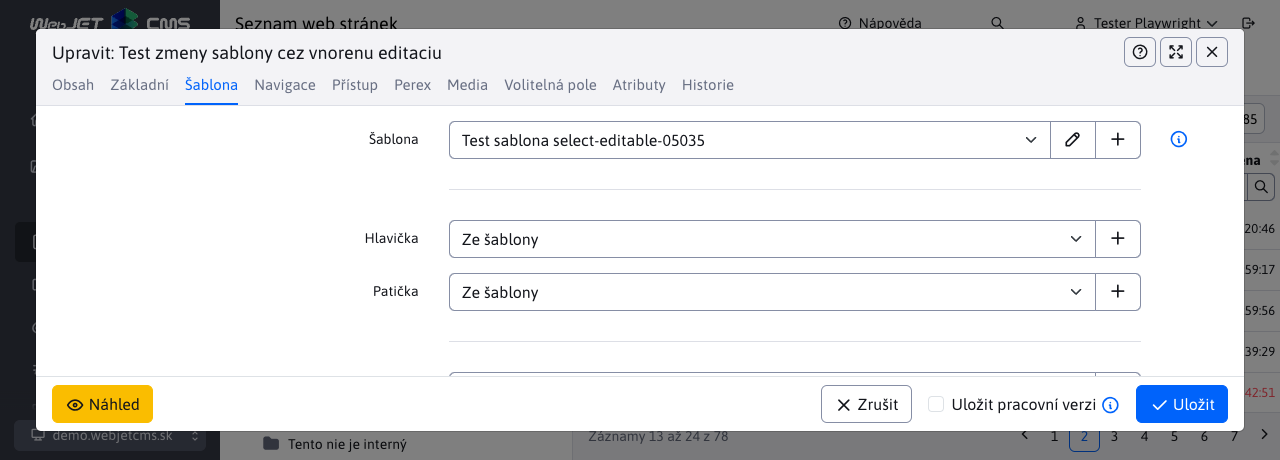 WebJET CMS
Seznam web stránek
Nápověda
Tester Playwright
Upravit: Test zmeny sablony cez vnorenu editaciu
Obsah Základní Šablona Navigace Přístup Perex Media Volitelná pole Atributy Historie
Šablona Test sablona select-editable-05035
85
ena
Hlavička Ze šablony
20:46
59:17
Patička Ze šablony
59:56
39:29
42:51
Náhled Zrušit Uložit pracovní verzi Uložit
demo.webjetcms.sk
Tento nie je interný
Záznamy 13 až 24 z 78
1 2 3 4 5 6 7